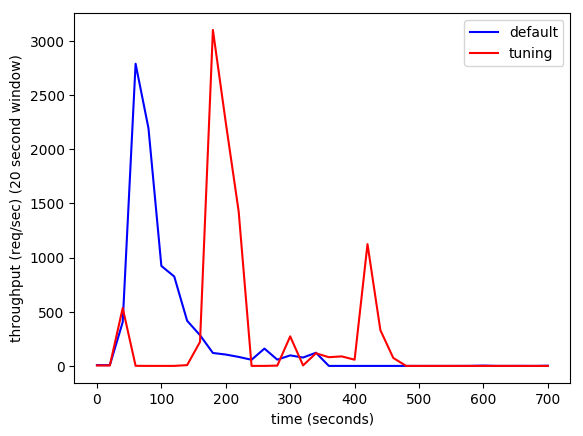 default
tuning
throughput (req/sec) (20 second window)
3000
2500
2000
1500
1000
500
0
0 100 200 300 400 500 600 700
time (seconds)